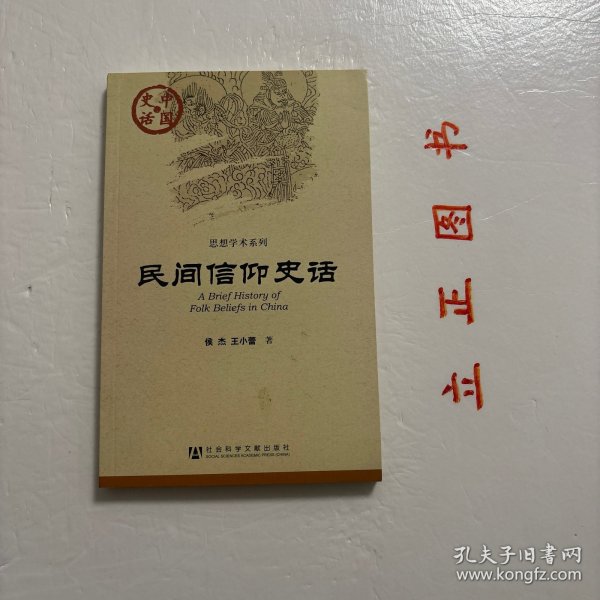 中国
史话
思想学术系列
民间信仰史话
A Brief History of
Folk Beliefs in China
侯 杰 王小蕾 著
社会科学文献出版社
SOCIAL SCIENCES ACADEMIC PRESS (CHINA)
立正图书
孔夫子旧书网
www.kongfz.com